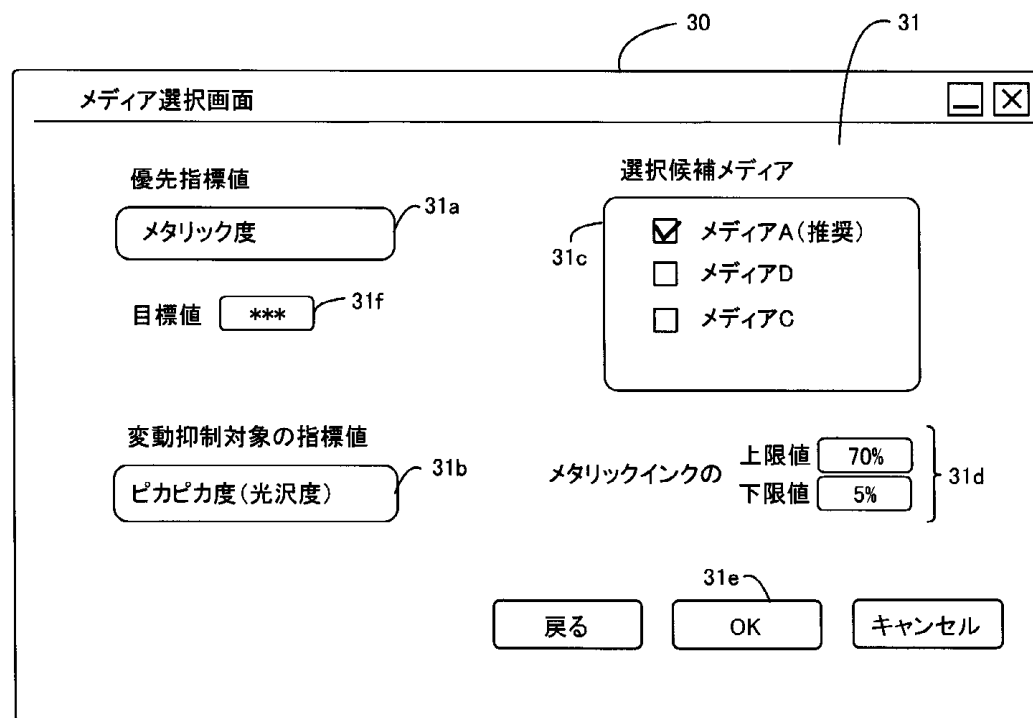 30
31
メディア選択画面
優先指標値
メタリック度
31a
目標値 *** 31f
選択候補メディア
31c
メディアA(推奨)
メディアD
メディアC
変動抑制対象の指標値
ピカピカ度(光沢度)
31b
メタリックインクの
上限値 70%
下限値 5%
31d
31e
戻る
OK
キャンセル